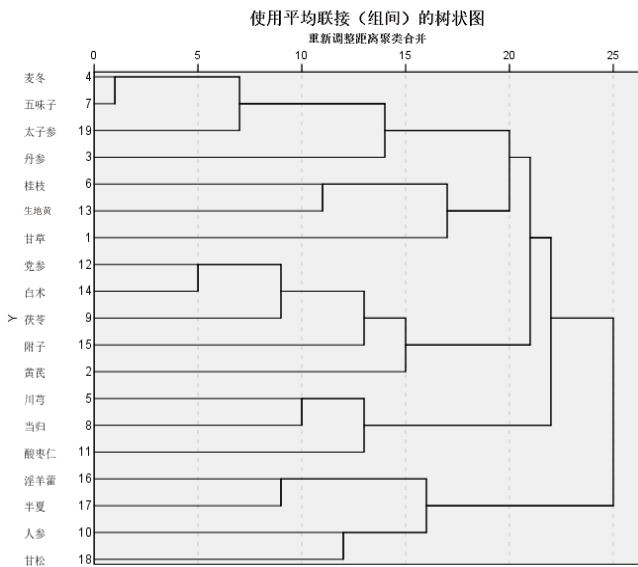 使用平均联接（组间）的树状图
重新调整距离聚类合并
0 5 10 15 20 25
麦冬 4
五味子 7
太子参 19
丹参 3
桂枝 6
生地黄 13
甘草 1
党参 12
白术 14
茯苓 9
Y
附子 15
黄芪 2
川芎 5
当归 8
酸枣仁 11
淫羊藿 16
半夏 17
人参 10
甘松 18